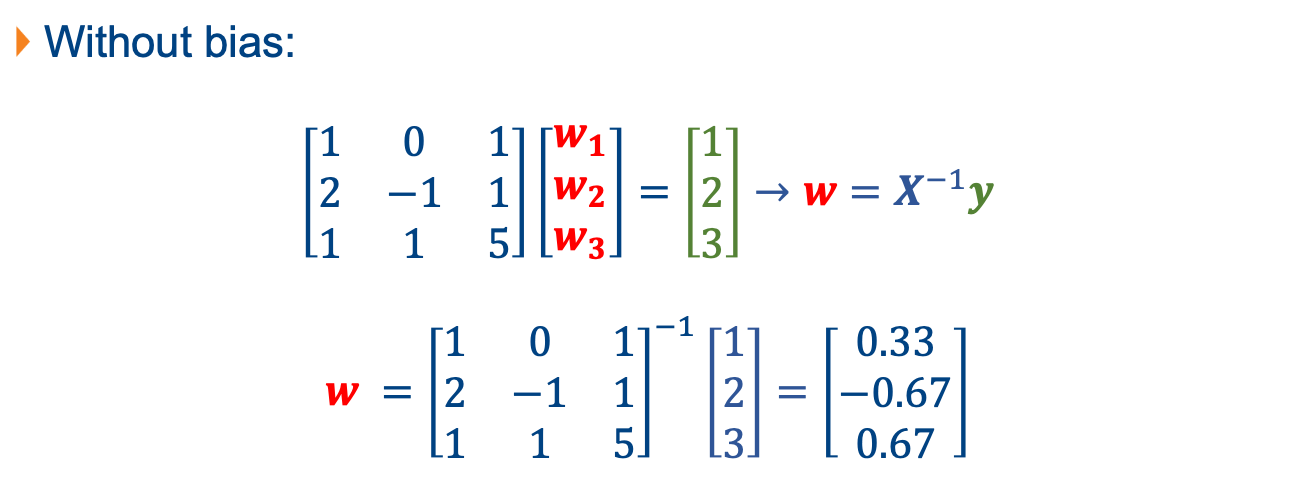 Without bias:
[1 0 1; 2 −1 1; 1 1 5] [w₁; w₂; w₃] = [1; 2; 3] → w = X⁻¹y
w = [1 0 1; 2 −1 1; 1 1 5]⁻¹ [1; 2; 3] = [0.33; −0.67; 0.67]